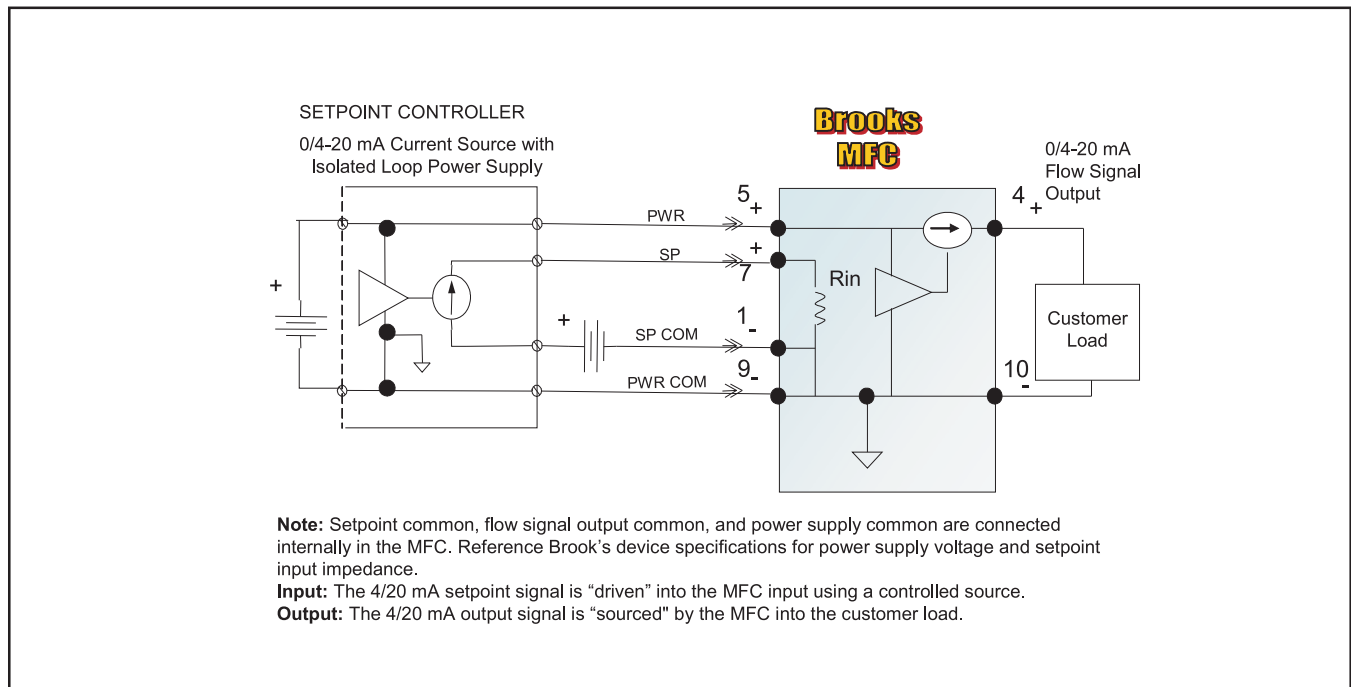 SETPOINT CONTROLLER
0/4-20 mA Current Source with
Isolated Loop Power Supply
Brooks
MFC
0/4-20 mA
Flow Signal
Output
+
PWR
5
+
4
+
SP
+
7
Rin
+
SP COM
1
-
PWR COM
9
-
10
-
Customer
Load
Note: Setpoint common, flow signal output common, and power supply common are connected
internally in the MFC. Reference Brook's device specifications for power supply voltage and setpoint
input impedance.
Input: The 4/20 mA setpoint signal is “driven” into the MFC input using a controlled source.
Output: The 4/20 mA output signal is “sourced" by the MFC into the customer load.